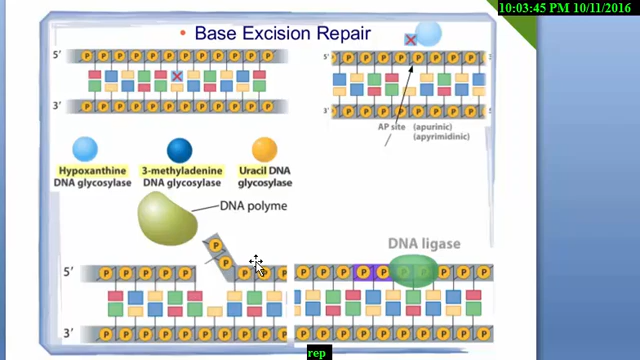 10:03:45 PM 10/11/2016
• Base Excision Repair
5'
P P P P P P P P P P
3'
P P P P P P P P P P
5'
P P P P P P P P
3'
P P P P P P P P
AP site (apurinic)
(apyrimidinic)
Hypoxanthine
DNA glycosylase
3-methyladenine
DNA glycosylase
Uracil DNA
glycosylase
DNA polyme
P
P
5'
P P P P P P P P
3'
P P P P P P P P P P
DNA ligase
P P P P P P P P P P
P P P P P P P P P P
rep